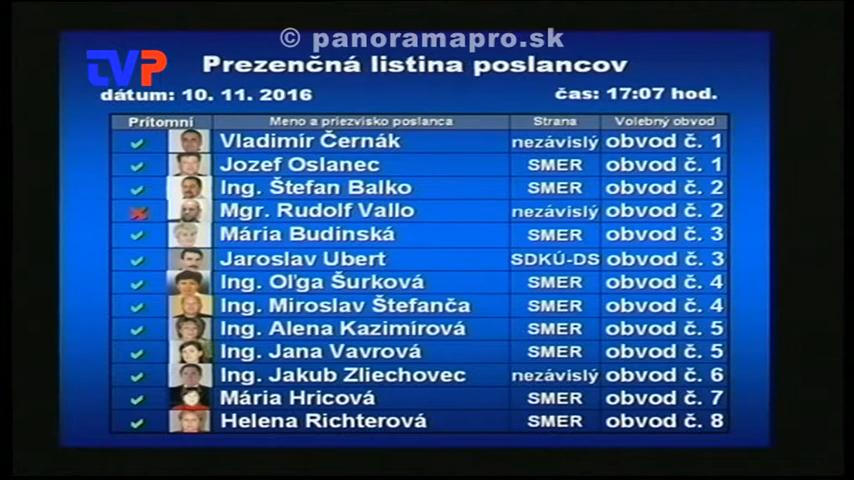 © panoramapro.sk
TVP
Prezenčná listina poslancov
dátum: 10. 11. 2016 čas: 17:07 hod.
Prítomní Meno a priezvisko poslanca Strana Volebný obvod
Vladimír Černák nezávislý obvod č. 1
Jozef Oslanec SMER obvod č. 1
Ing. Štefan Balko SMER obvod č. 2
Mgr. Rudolf Vallo nezávislý obvod č. 2
Mária Budinská SMER obvod č. 3
Jaroslav Ubert SDKÚ-DS obvod č. 3
Ing. Oľga Šurková SMER obvod č. 4
Ing. Miroslav Štefanča SMER obvod č. 4
Ing. Alena Kazimírová SMER obvod č. 5
Ing. Jana Vavrová SMER obvod č. 5
Ing. Jakub Zliechovec nezávislý obvod č. 6
Mária Hricová SMER obvod č. 7
Helena Richterová SMER obvod č. 8